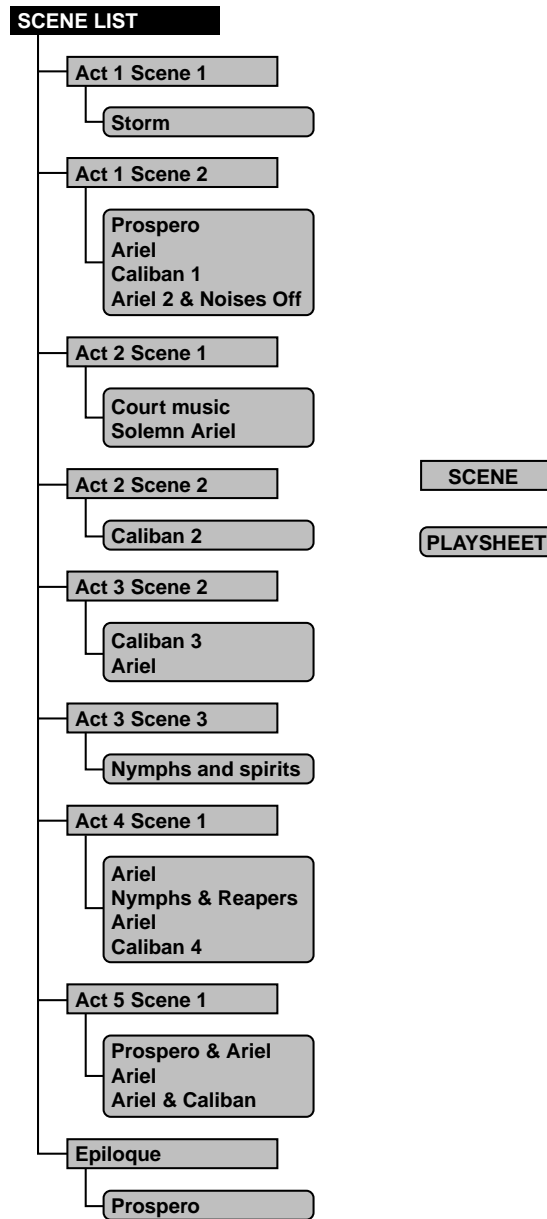 SCENE LIST
Act 1 Scene 1
Storm
Act 1 Scene 2
Prospero
Ariel
Caliban 1
Ariel 2 & Noises Off
Act 2 Scene 1
Court music
Solemn Ariel
Act 2 Scene 2
Caliban 2
Act 3 Scene 2
Caliban 3
Ariel
Act 3 Scene 3
Nymphs and spirits
Act 4 Scene 1
Ariel
Nymphs & Reapers
Ariel
Caliban 4
Act 5 Scene 1
Prospero & Ariel
Ariel
Ariel & Caliban
Epiloque
Prospero
SCENE
PLAYSHEET